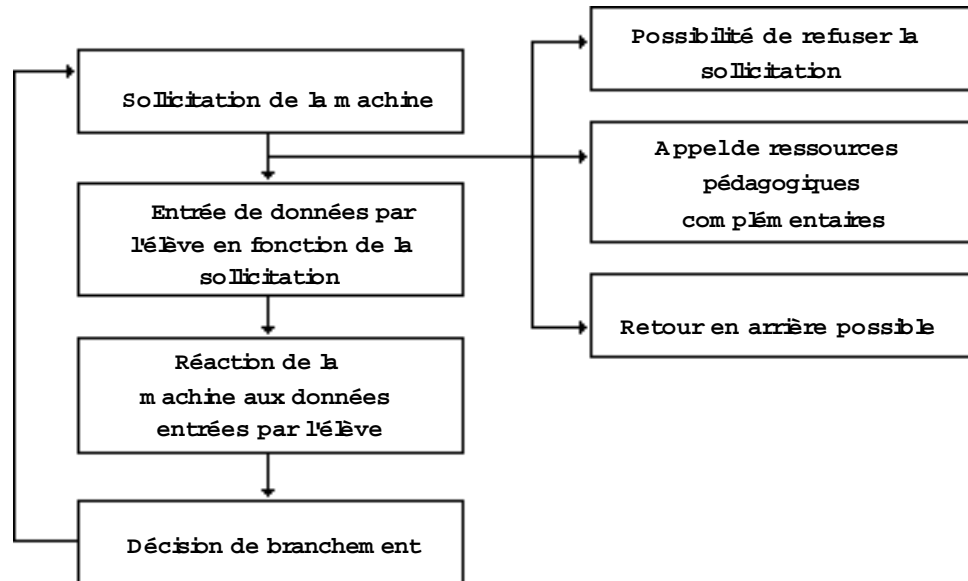 Sollicitation de la machine
Entrée de données par
l'élève en fonction de la
sollicitation
Réaction de la
machine aux données
entrées par l'élève
Décision de branchement
Possibilité de refuser la
sollicitation
Appel de ressources
pédagogiques
complémentaires
Retour en arrière possible